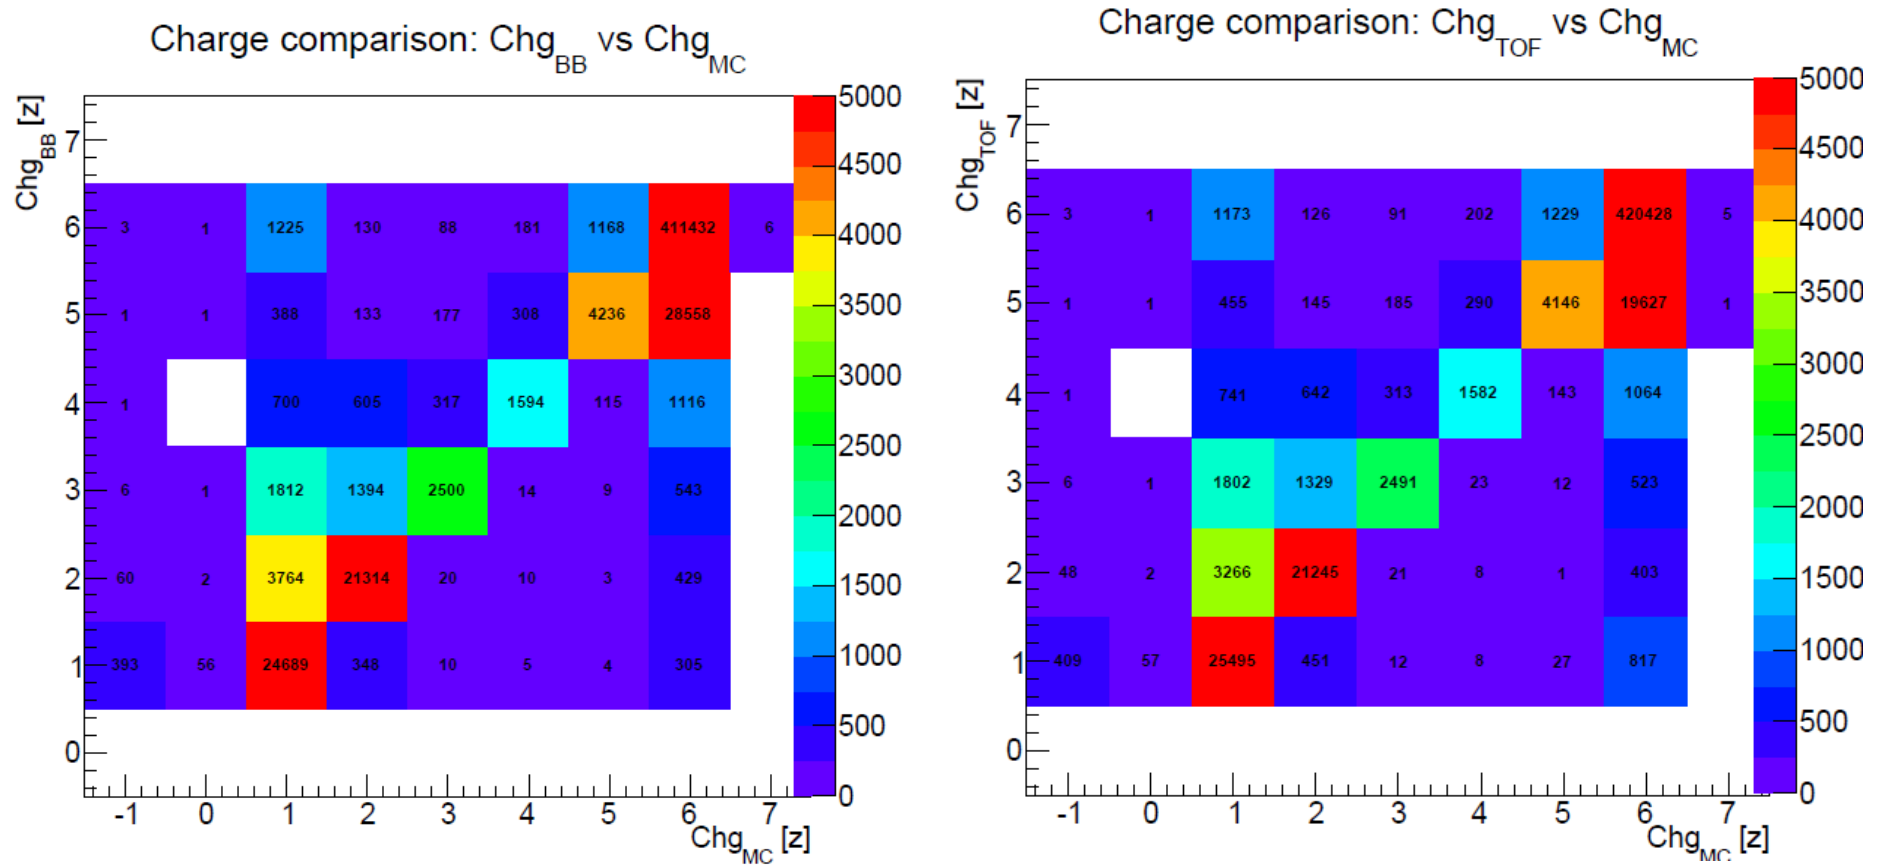 Charge comparison: Chg_BB vs Chg_MC
Chg_BB [z]
7
6 3 1 1225 130 88 181 1168 411432 6
5 1 1 388 133 177 308 4236 28558
4 1 700 605 317 1594 115 1116
3 6 1 1812 1394 2500 14 9 543
2 60 2 3764 21314 20 10 3 429
1 393 56 24689 348 10 5 4 305
0
-1 0 1 2 3 4 5 6 7
Chg_MC [z]
5000
4500
4000
3500
3000
2500
2000
1500
1000
500
0
Charge comparison: Chg_TOF vs Chg_MC
Chg_TOF [z]
7
6 3 1 1173 126 91 202 1229 420428 5
5 1 1 455 145 185 290 4146 19627 1
4 1 741 642 313 1582 143 1064
3 6 1 1802 1329 2491 23 12 523
2 48 2 3266 21245 21 8 1 403
1 409 57 25495 451 12 8 27 817
0
-1 0 1 2 3 4 5 6 7
Chg_MC [z]
5000
4500
4000
3500
3000
2500
2000
1500
1000
500
0